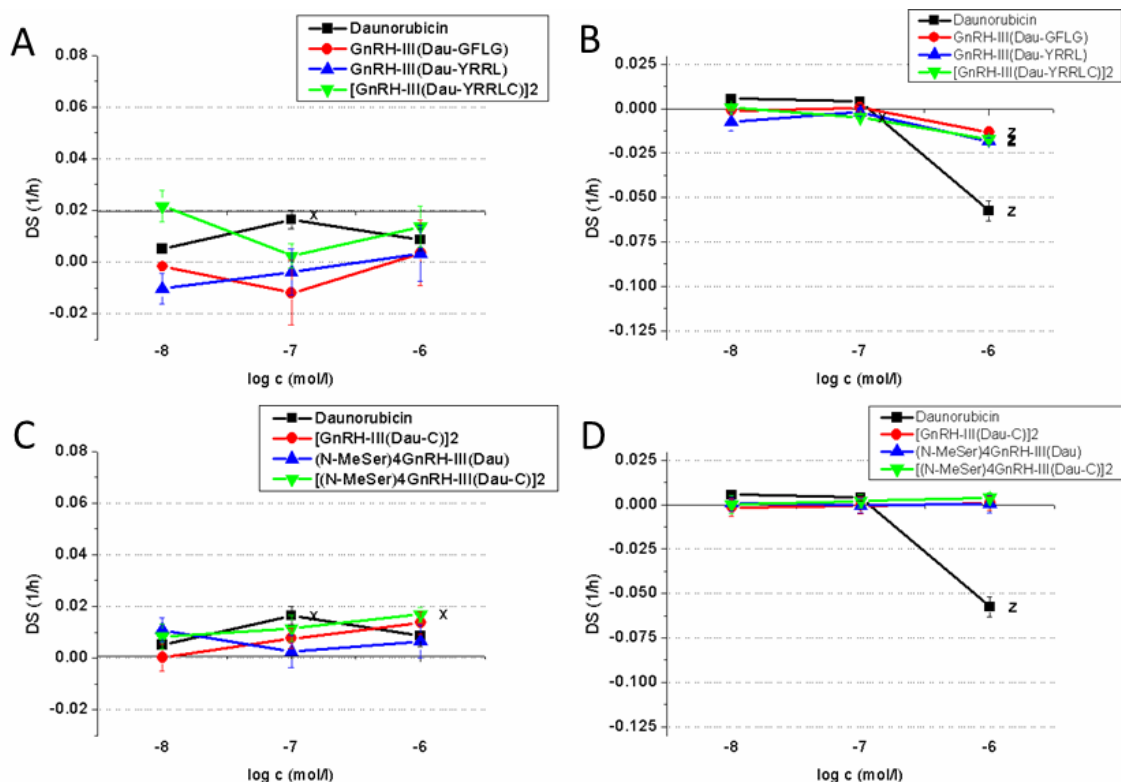 A
Daunorubicin
GnRH-III(Dau-GFLG)
GnRH-III(Dau-YRRL)
[GnRH-III(Dau-YRRLC)]2
0.08
0.06
0.04
0.02
0.00
-0.02
DS (1/h)
x
-8
-7
-6
log c (mol/l)
B
Daunorubicin
GnRH-III(Dau-GFLG)
GnRH-III(Dau-YRRL)
[GnRH-III(Dau-YRRLC)]2
0.025
0.000
-0.025
-0.050
-0.075
-0.100
-0.125
DS (1/h)
x
z
z
z
z
-8
-7
-6
log c (mol/l)
C
Daunorubicin
[GnRH-III(Dau-C)]2
(N-MeSer)4GnRH-III(Dau)
[(N-MeSer)4GnRH-III(Dau-C)]2
0.08
0.06
0.04
0.02
0.00
-0.02
DS (1/h)
x
x
-8
-7
-6
log c (mol/l)
D
Daunorubicin
[GnRH-III(Dau-C)]2
(N-MeSer)4GnRH-III(Dau)
[(N-MeSer)4GnRH-III(Dau-C)]2
0.025
0.000
-0.025
-0.050
-0.075
-0.100
-0.125
DS (1/h)
z
-8
-7
-6
log c (mol/l)